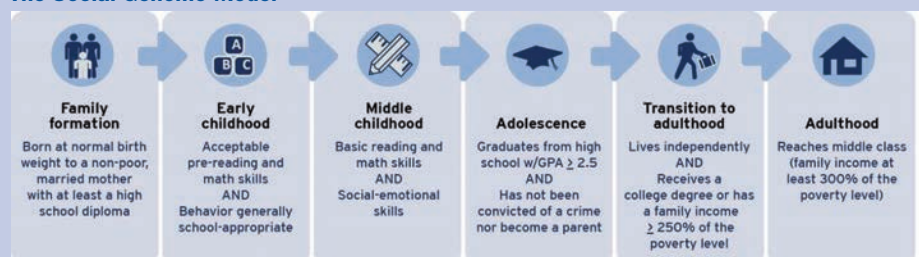 The Social Genome Model
A
B C
Family
formation
Born at normal birth
weight to a non-poor,
married mother
with at least a high
school diploma
Early
childhood
Acceptable
pre-reading and
math skills
AND
Behavior generally
school-appropriate
Middle
childhood
Basic reading and
math skills
AND
Social-emotional
skills
Adolescence
Graduates from high
school w/GPA ≥ 2.5
AND
Has not been
convicted of a crime
nor become a parent
Transition to
adulthood
Lives independently
AND
Receives a
college degree or has
a family income
≥ 250% of the
poverty level
Adulthood
Reaches middle class
(family income at
least 300% of the
poverty level)